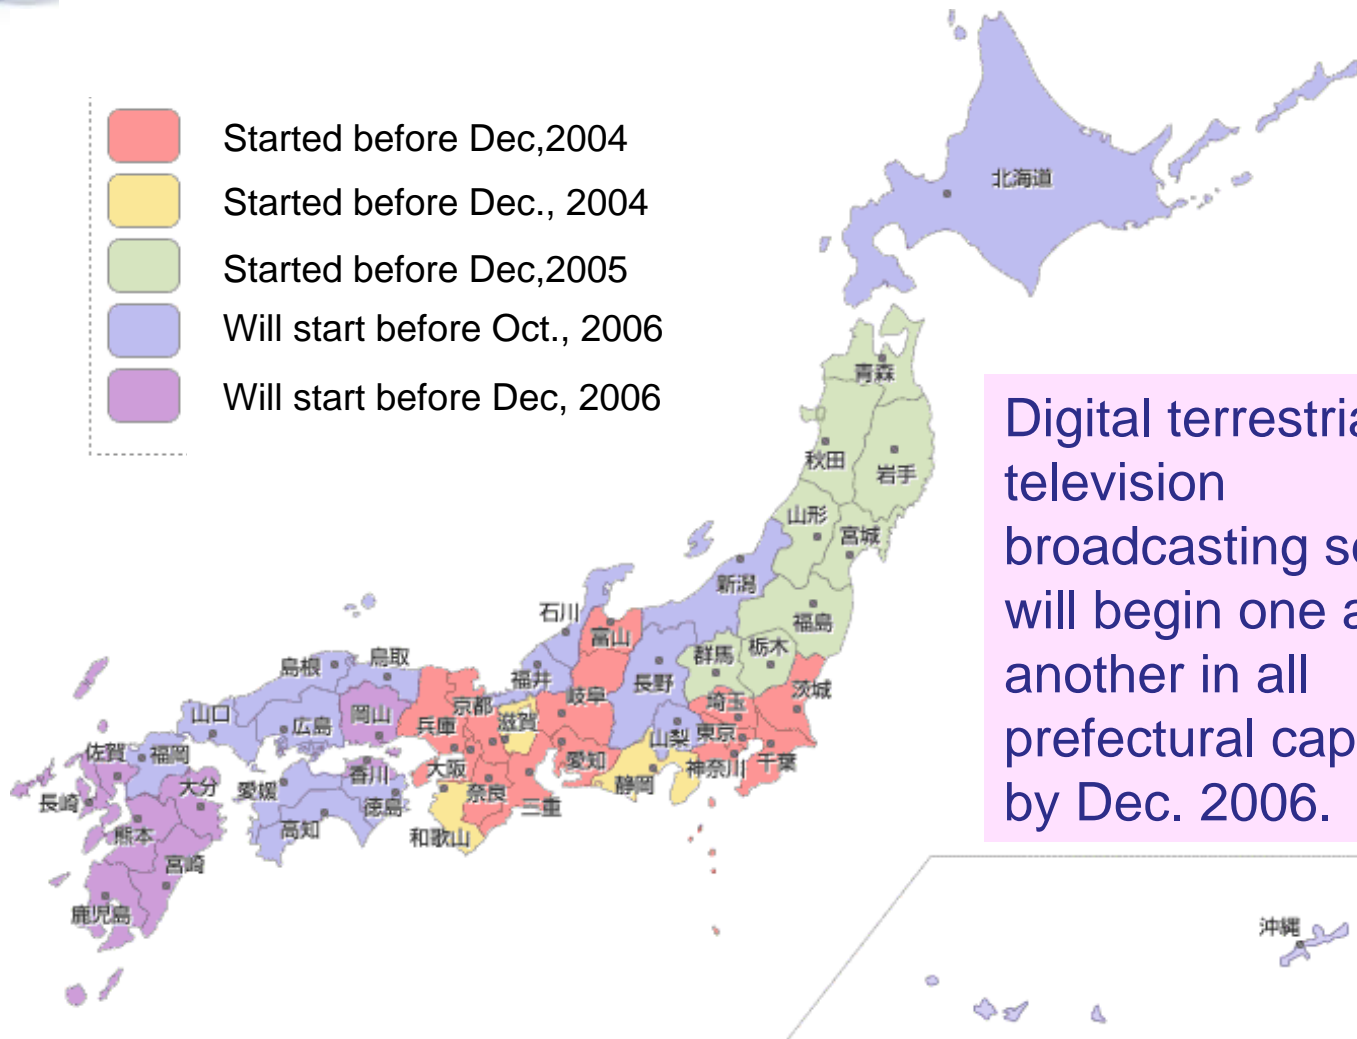 Started before Dec,2004
Started before Dec., 2004
Started before Dec,2005
Will start before Oct., 2006
Will start before Dec, 2006
Digital terrestria
television
broadcasting se
will begin one a
another in all
prefectural cap
by Dec. 2006.
北海道
青森
秋田
岩手
山形
宮城
新潟
福島
石川
富山
群馬
栃木
島根
鳥取
福井
岐阜
長野
茨城
埼玉
山口
広島
岡山
兵庫
京都
滋賀
山梨
東京
佐賀
福岡
大阪
愛知
神奈川
千葉
香川
静岡
長崎
大分
愛媛
徳島
奈良
三重
熊本
高知
和歌山
宮崎
鹿児島
沖縄